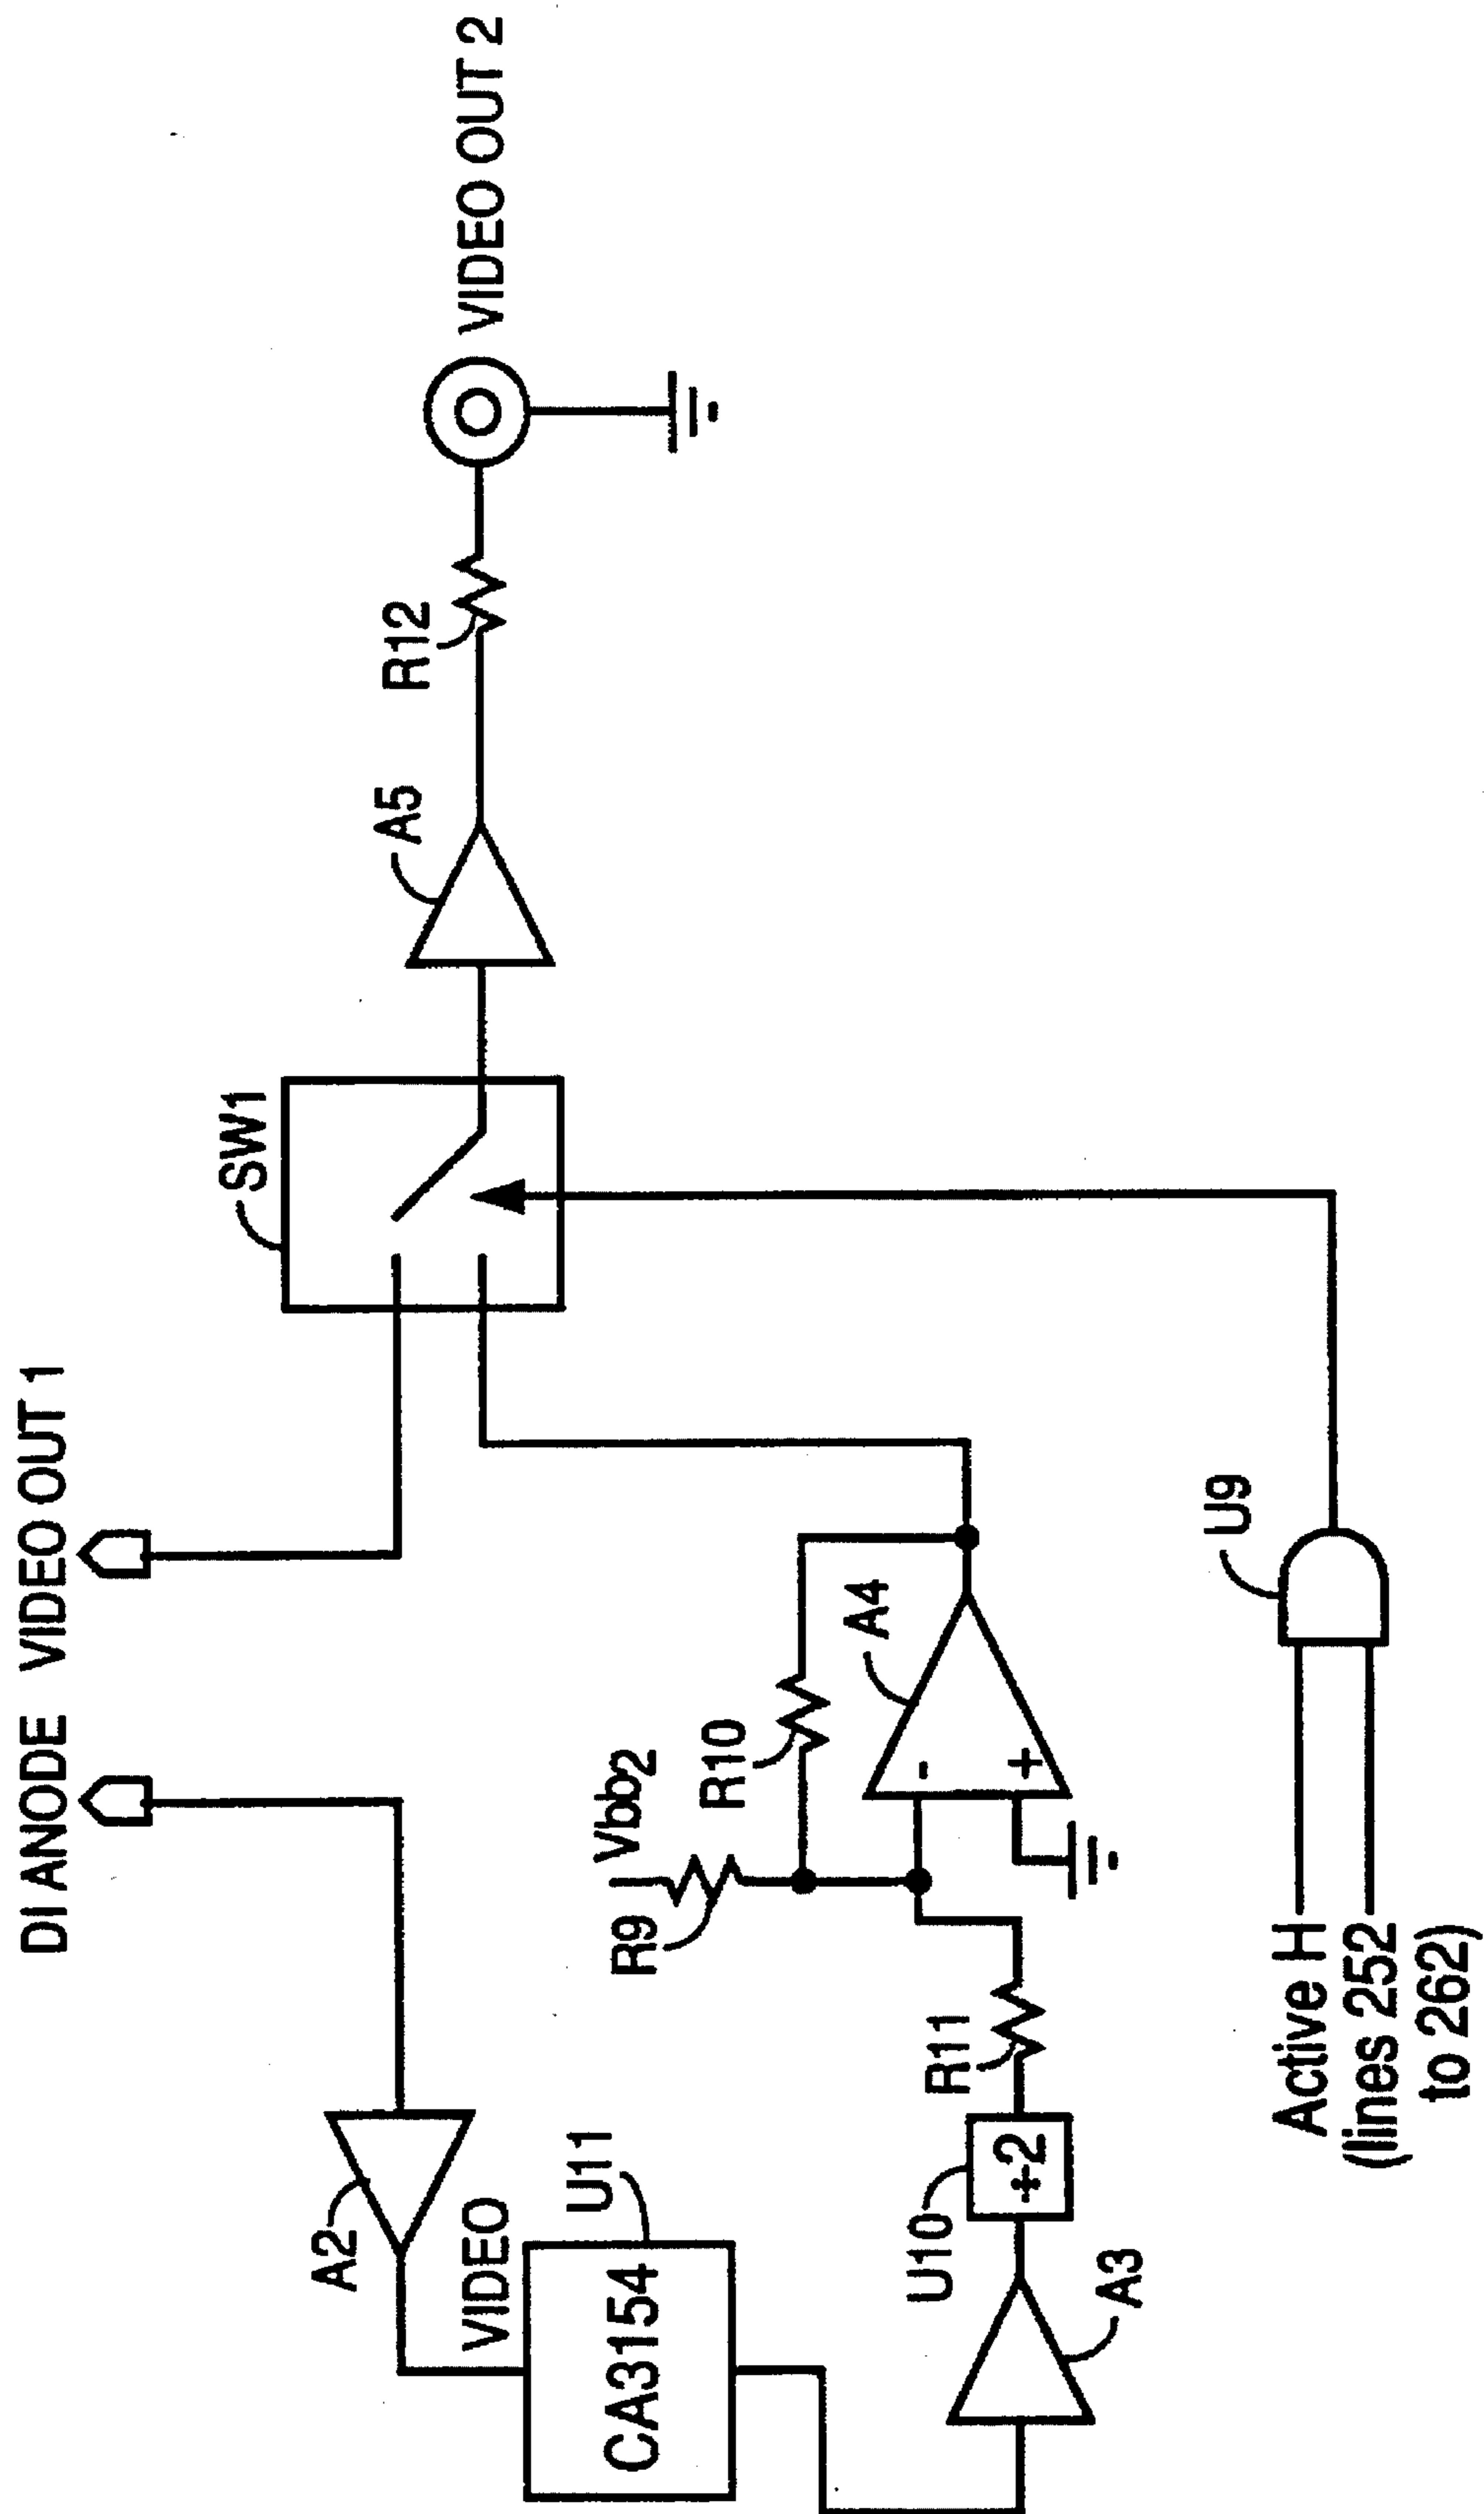 DI ANODE
VIDEO OUT 1
SW1
A2
A5
R12
VIDEO OUT 2
VIDEO
U11
CA3154
R9
Vbb2
R10
A4
-
+
U10
÷2
R11
A3
U9
Active H
(lines 252
to 262)